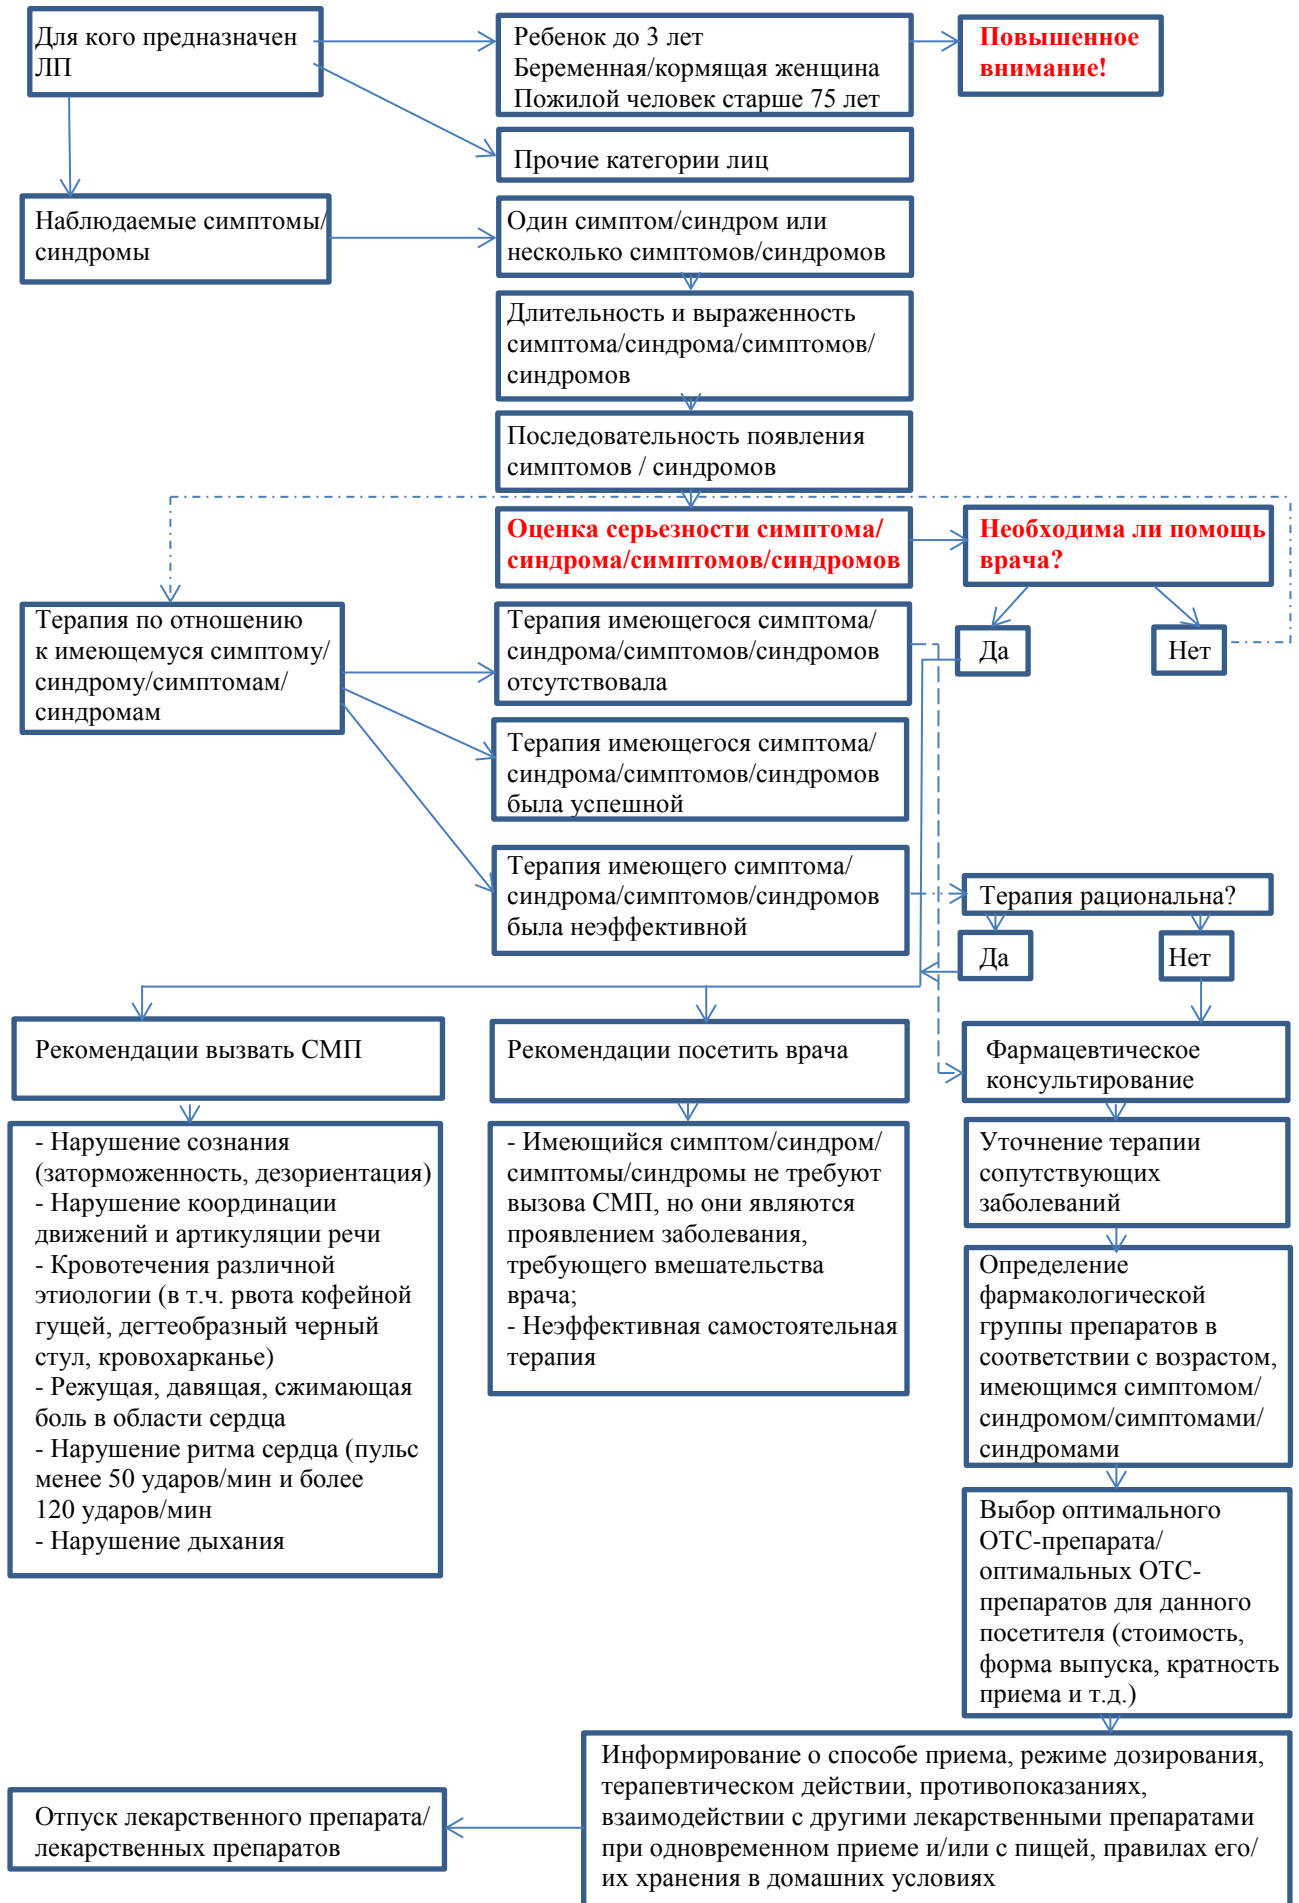 Для кого предназначен
ЛП
Ребенок до 3 лет
Беременная/кормящая женщина
Пожилой человек старше 75 лет
Повышенное
внимание!
Прочие категории лиц
Наблюдаемые симптомы/
синдромы
Один симптом/синдром или
несколько симптомов/синдромов
Длительность и выраженность
симптома/синдрома/симптомов/
синдромов
Последовательность появления
симптомов / синдромов
Оценка серьезности симптома/
синдрома/симптомов/синдромов
Необходима ли помощь
врача?
Да
Нет
Терапия по отношению
к имеющемуся симптому/
синдрому/симптомам/
синдромам
Терапия имеющегося симптома/
синдрома/симптомов/синдромов
отсутствовала
Терапия имеющегося симптома/
синдрома/симптомов/синдромов
была успешной
Терапия имеющего симптома/
синдрома/симптомов/синдромов
была неэффективной
Терапия рациональна?
Да
Нет
Рекомендации вызвать СМП
Рекомендации посетить врача
Фармацевтическое
консультирование
- Нарушение сознания
(заторможенность, дезориентация)
- Нарушение координации
движений и артикуляции речи
- Кровотечения различной
этиологии (в т.ч. рвота кофейной
гущей, дегтеобразный черный
стул, кровохарканье)
- Режущая, давящая, сжимающая
боль в области сердца
- Нарушение ритма сердца (пульс
менее 50 ударов/мин и более
120 ударов/мин
- Нарушение дыхания
- Имеющийся симптом/синдром/
симптомы/синдромы не требуют
вызова СМП, но они являются
проявлением заболевания,
требующего вмешательства
врача;
- Неэффективная самостоятельная
терапия
Уточнение терапии
сопутствующих
заболеваний
Определение
фармакологической
группы препаратов в
соответствии с возрастом,
имеющимся симптомом/
синдромом/симптомами/
синдромами
Выбор оптимального
ОТС-препарата/
оптимальных ОТС-
препаратов для данного
посетителя (стоимость,
форма выпуска, кратность
приема и т.д.)
Информирование о способе приема, режиме дозирования,
терапевтическом действии, противопоказаниях,
взаимодействии с другими лекарственными препаратами
при одновременном приеме и/или с пищей, правилах его/
их хранения в домашних условиях
Отпуск лекарственного препарата/
лекарственных препаратов